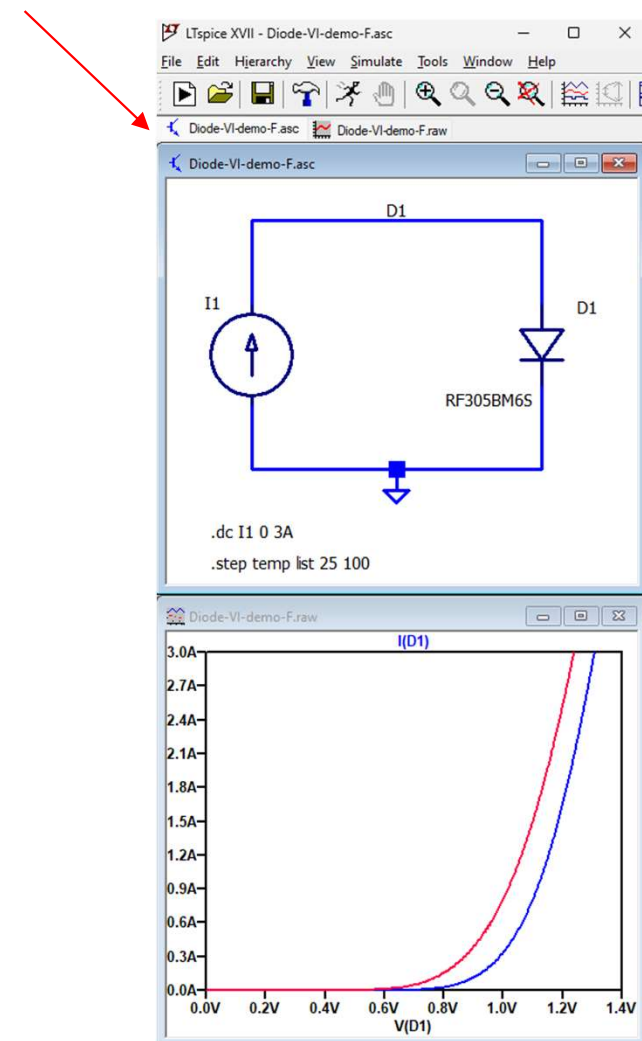 LTspice XVII - Diode-VI-demo-F.asc
File Edit Hierarchy View Simulate Tools Window Help
Diode-VI-demo-F.asc Diode-VI-demo-F.raw
Diode-VI-demo-F.asc
D1
I1
D1
RF305BM6S
.dc I1 0 3A
.step temp list 25 100
Diode-VI-demo-F.raw
I(D1)
3.0A
2.7A
2.4A
2.1A
1.8A
1.5A
1.2A
0.9A
0.6A
0.3A
0.0A
0.0V 0.2V 0.4V 0.6V 0.8V 1.0V 1.2V 1.4V
V(D1)